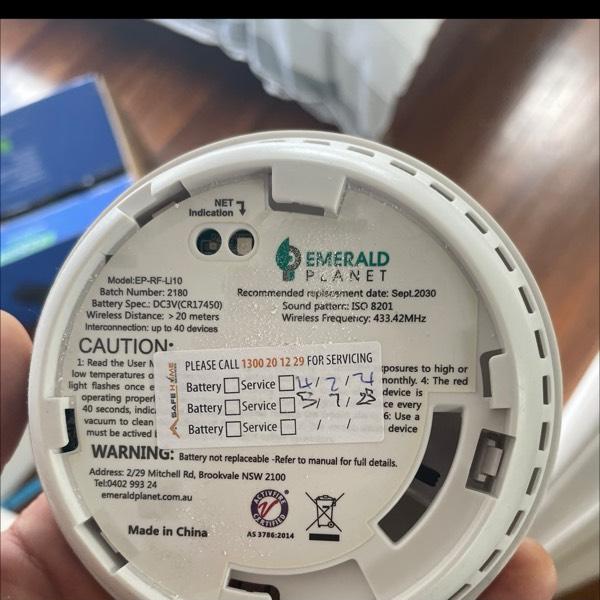 NET
Indication
EMERALD
PLANET
Model:EP-RF-Li10
Batch Number: 2180
Battery Spec.: DC3V(CR17450)
Wireless Distance: > 20 meters
Interconnection: up to 40 devices
Recommended replacement date: Sept.2030
Sound pattern: ISO 8201
Wireless Frequency: 433.42MHz
CAUTION:
1: Read the User M
low temperatures o
light flashes once e
operating properl
40 seconds, indic
vacuum to clean
must be activated
xposures to high or
monthly. 4: The red
device is
ce every
6: Use a
device
SAFE HOME
PLEASE CALL 1300 20 12 29 FOR SERVICING
Battery Service 4/2/24
Battery Service /7/23
Battery Service / /
WARNING: Battery not replaceable -Refer to manual for full details.
Address: 2/29 Mitchell Rd, Brookvale NSW 2100
Tel:0402 993 24
emeraldplanet.com.au
ACTIVFIRE
CERTIFIED
AS 3786:2014
Made in China